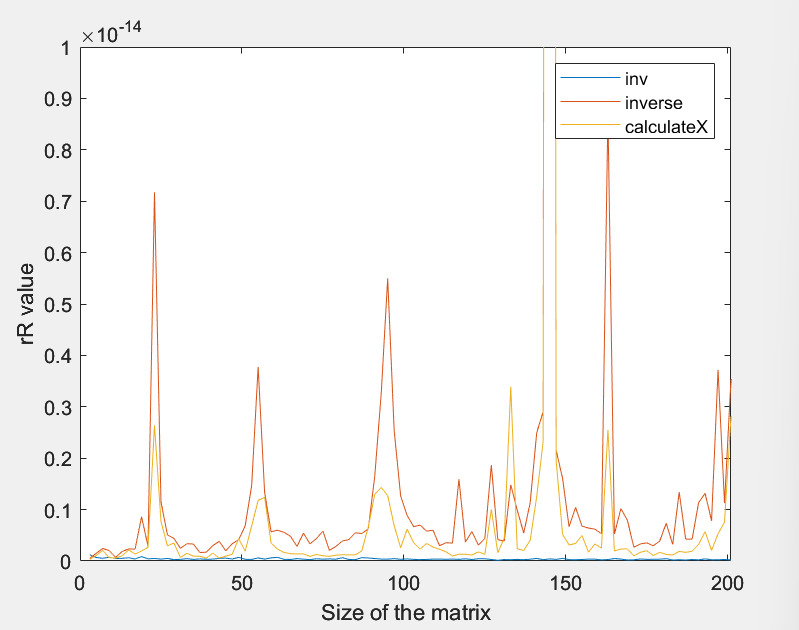 ×10-14
1
0.9
0.8
0.7
0.6
0.5
0.4
0.3
0.2
0.1
0
rR value
inv
inverse
calculateX
0 50 100 150 200
Size of the matrix